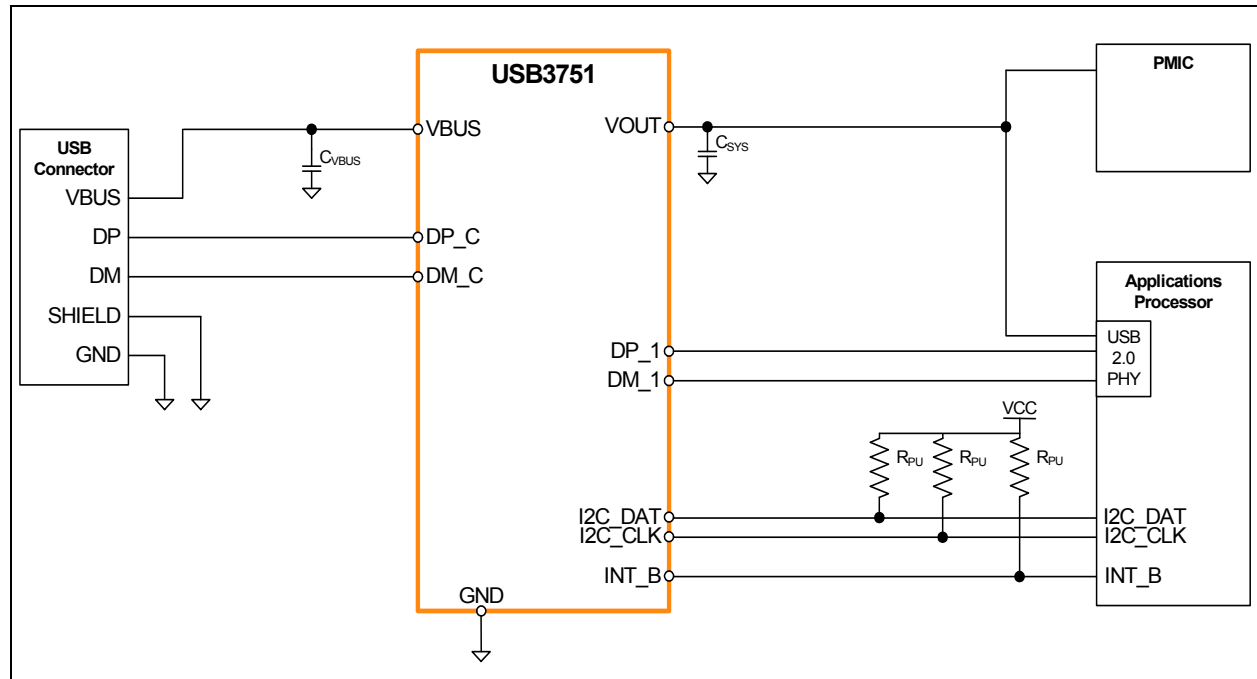 USB3751
PMIC
VBUS
VOUT
USB
Connector
CVBUS
CSYS
VBUS
DP
DP_C
DM
DM_C
Applications
Processor
SHIELD
GND
DP_1
DM_1
USB
2.0
PHY
VCC
RPU
RPU
RPU
I2C_DAT
I2C_DAT
I2C_CLK
I2C_CLK
INT_B
INT_B
GND